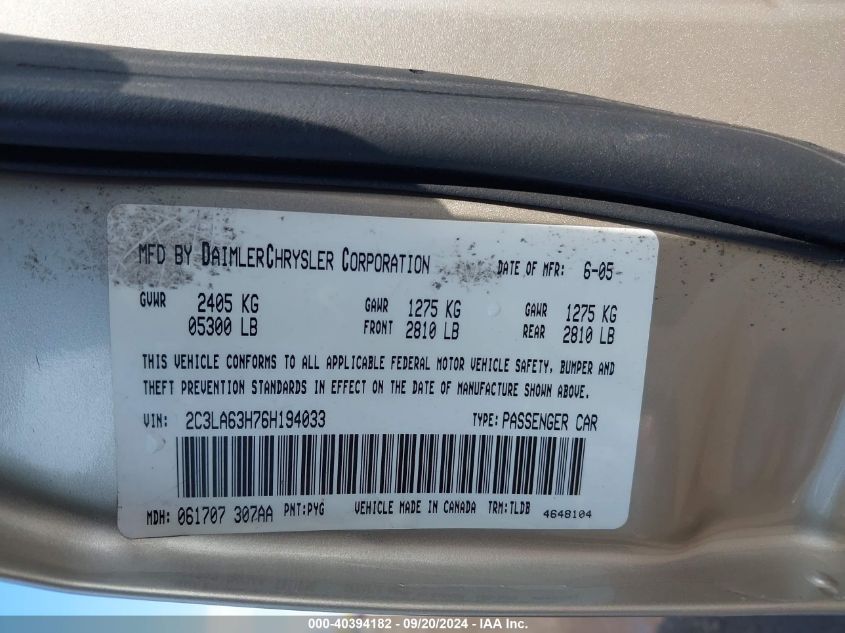 MFD BY DAIMLERCHRYSLER CORPORATION DATE OF MFR: 6-05
GVWR 2405 KG GAWR 1275 KG GAWR 1275 KG
05300 LB FRONT 2810 LB REAR 2810 LB
THIS VEHICLE CONFORMS TO ALL APPLICABLE FEDERAL MOTOR VEHICLE SAFETY, BUMPER AND
THEFT PREVENTION STANDARDS IN EFFECT ON THE DATE OF MANUFACTURE SHOWN ABOVE.
VIN: 2C3LA63H76H194033 TYPE: PASSENGER CAR
MDH: 061707 307AA PNT:PYG VEHICLE MADE IN CANADA TRM:TLDB 4648104
000-40394182 - 09/20/2024 - IAA Inc.